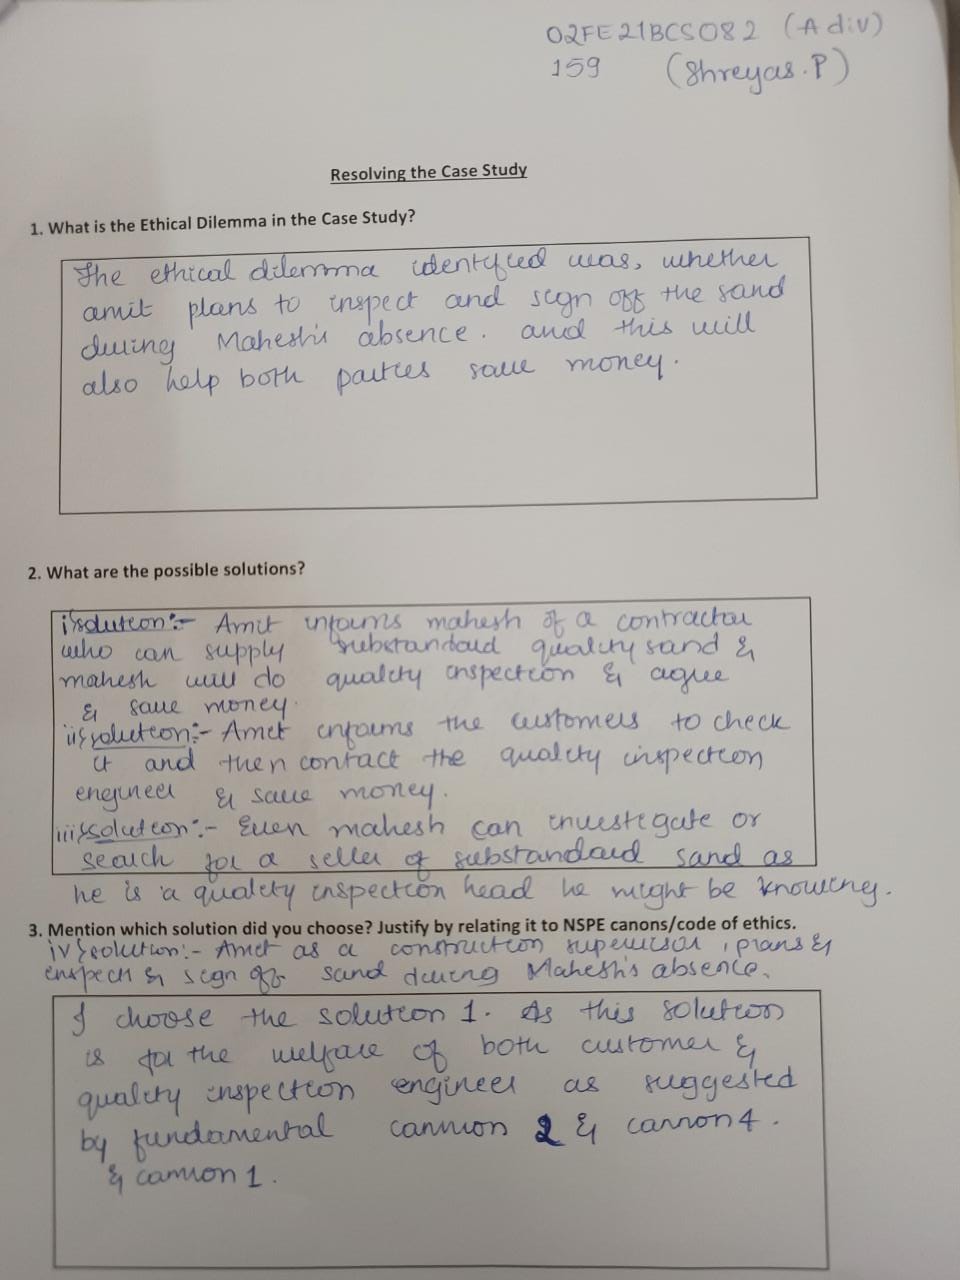 02FE21BCS082 (A div)
159 (Shreyas.P)
Resolving the Case Study
1. What is the Ethical Dilemma in the Case Study?
The ethical dilemma identified was, whether
amit plans to inspect and sign off the sand
during Mahesh's absence. and this will
also help both parties save money.
2. What are the possible solutions?
i} solution:- Amit informs mahesh of a contractor
who can supply substandard quality sand &
mahesh will do quality inspection & agree
& save money.
ii} solution:- Amit informs the customers to check
it and then contact the quality inspection
engineer & save money.
iii} solution:- Even mahesh can investigate or
search for a seller of substandard sand as
he is a quality inspection head he might be knowing.
3. Mention which solution did you choose? Justify by relating it to NSPE canons/code of ethics.
iv} solution:- Amit as a construction supervisor, plans &
inspects & sign off sand during Mahesh's absence.
I choose the solution 1. As this solution
is for the welfare of both customer &
quality inspection engineer as suggested
by fundamental cannion 2 & canron 4.
& camion 1.